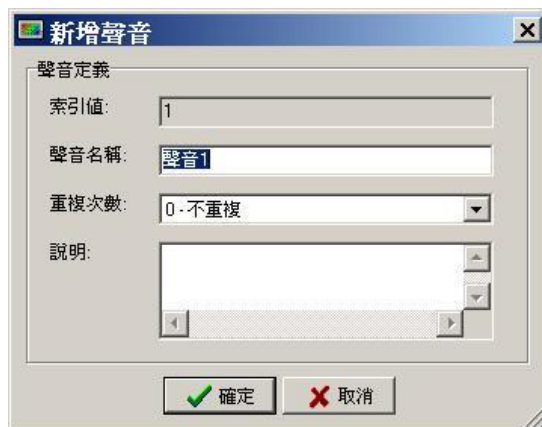 新增聲音
聲音定義
索引值: 1
聲音名稱: 聲音1
重複次數: 0 - 不重複
說明:
確定 取消